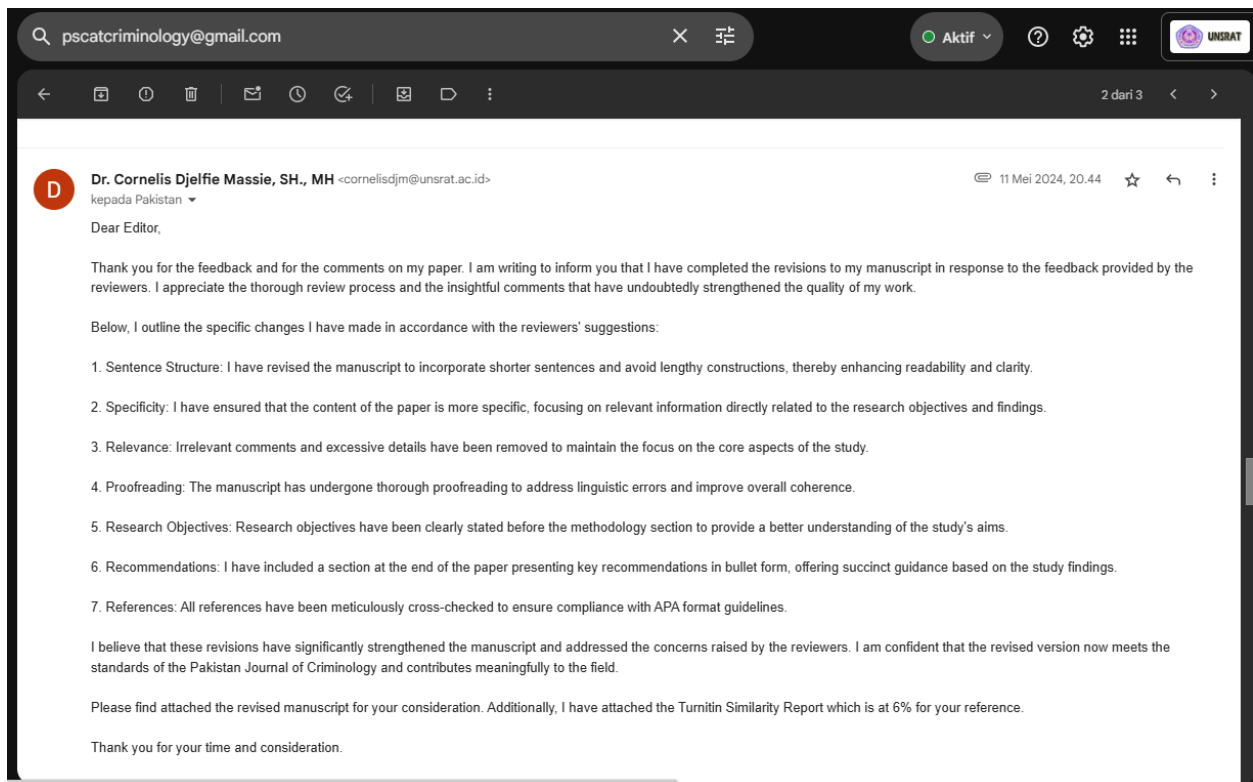 pscatcriminology@gmail.com
Aktif
UNSRAT
2 dari 3
D
Dr. Cornelis Djelfie Massie, SH., MH <cornelisdjm@unsrat.ac.id>
11 Mei 2024, 20.44
kepada Pakistan
Dear Editor,
Thank you for the feedback and for the comments on my paper. I am writing to inform you that I have completed the revisions to my manuscript in response to the feedback provided by the
reviewers. I appreciate the thorough review process and the insightful comments that have undoubtedly strengthened the quality of my work.
Below, I outline the specific changes I have made in accordance with the reviewers' suggestions:
1. Sentence Structure: I have revised the manuscript to incorporate shorter sentences and avoid lengthy constructions, thereby enhancing readability and clarity.
2. Specificity: I have ensured that the content of the paper is more specific, focusing on relevant information directly related to the research objectives and findings.
3. Relevance: Irrelevant comments and excessive details have been removed to maintain the focus on the core aspects of the study.
4. Proofreading: The manuscript has undergone thorough proofreading to address linguistic errors and improve overall coherence.
5. Research Objectives: Research objectives have been clearly stated before the methodology section to provide a better understanding of the study's aims.
6. Recommendations: I have included a section at the end of the paper presenting key recommendations in bullet form, offering succinct guidance based on the study findings.
7. References: All references have been meticulously cross-checked to ensure compliance with APA format guidelines.
I believe that these revisions have significantly strengthened the manuscript and addressed the concerns raised by the reviewers. I am confident that the revised version now meets the
standards of the Pakistan Journal of Criminology and contributes meaningfully to the field.
Please find attached the revised manuscript for your consideration. Additionally, I have attached the Turnitin Similarity Report which is at 6% for your reference.
Thank you for your time and consideration.